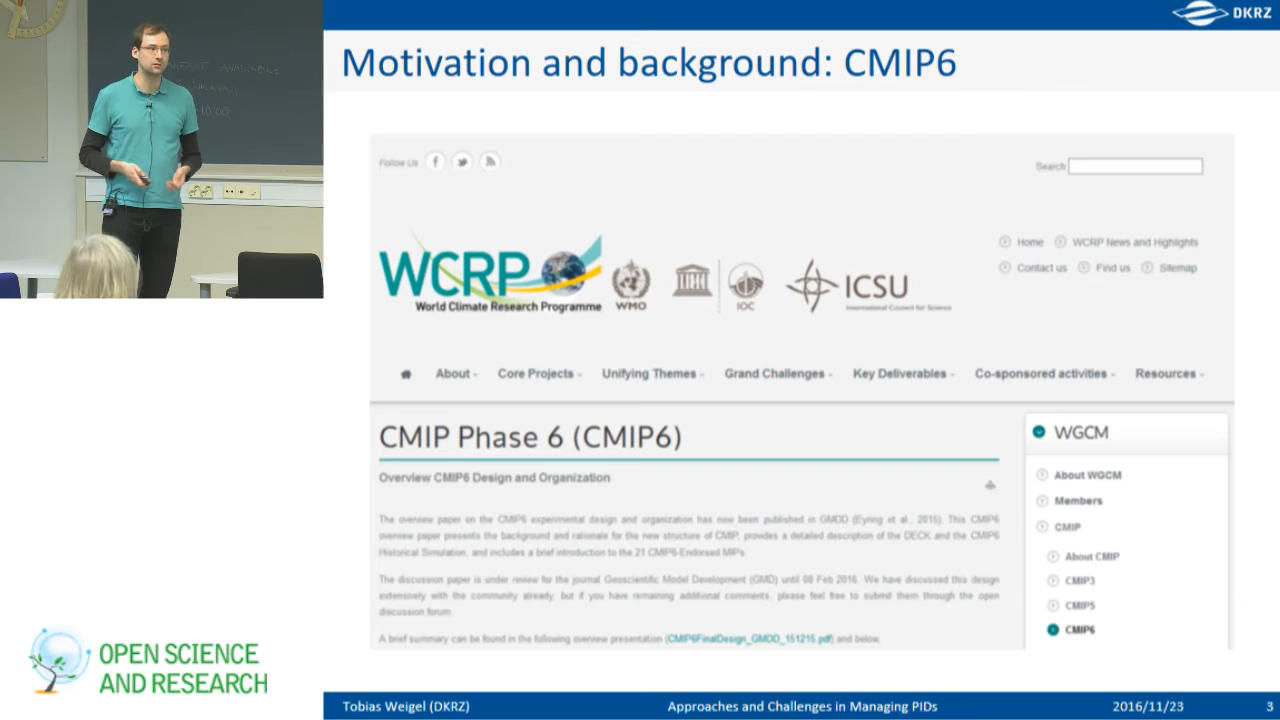 DKRZ
Motivation and background: CMIP6
Follow Us
Search
Home WCRP News and Highlights
Contact us Find us Sitemap
WCRP
World Climate Research Programme
WMO
IOC
ICSU
International Council for Science
About Core Projects Unifying Themes Grand Challenges Key Deliverables Co-sponsored activities Resources
CMIP Phase 6 (CMIP6)
Overview CMIP6 Design and Organization
The overview paper on the CMIP6 experimental design and organization has now been published in GMDD (Eyring et al., 2015). This CMIP6
overview paper presents the background and rationale for the new structure of CMIP, provides a detailed description of the DECK and the CMIP6
Historical Simulation, and includes a brief introduction to the 21 CMIP6-Endorsed MIPs.
The discussion paper is under review for the journal Geoscientific Model Development (GMD) until 08 Feb 2016. We have discussed this design
extensively with the community already, but if you have remaining additional comments, please feel free to submit them through the open
discussion forum.
A brief summary can be found in the following overview presentation (CMIP6FinalDesign_GMDD_151215.pdf) and below.
WGCM
About WGCM
Members
CMIP
About CMIP
CMIP3
CMIP5
CMIP6
OPEN SCIENCE
AND RESEARCH
Tobias Weigel (DKRZ) Approaches and Challenges in Managing PIDs 2016/11/23 3